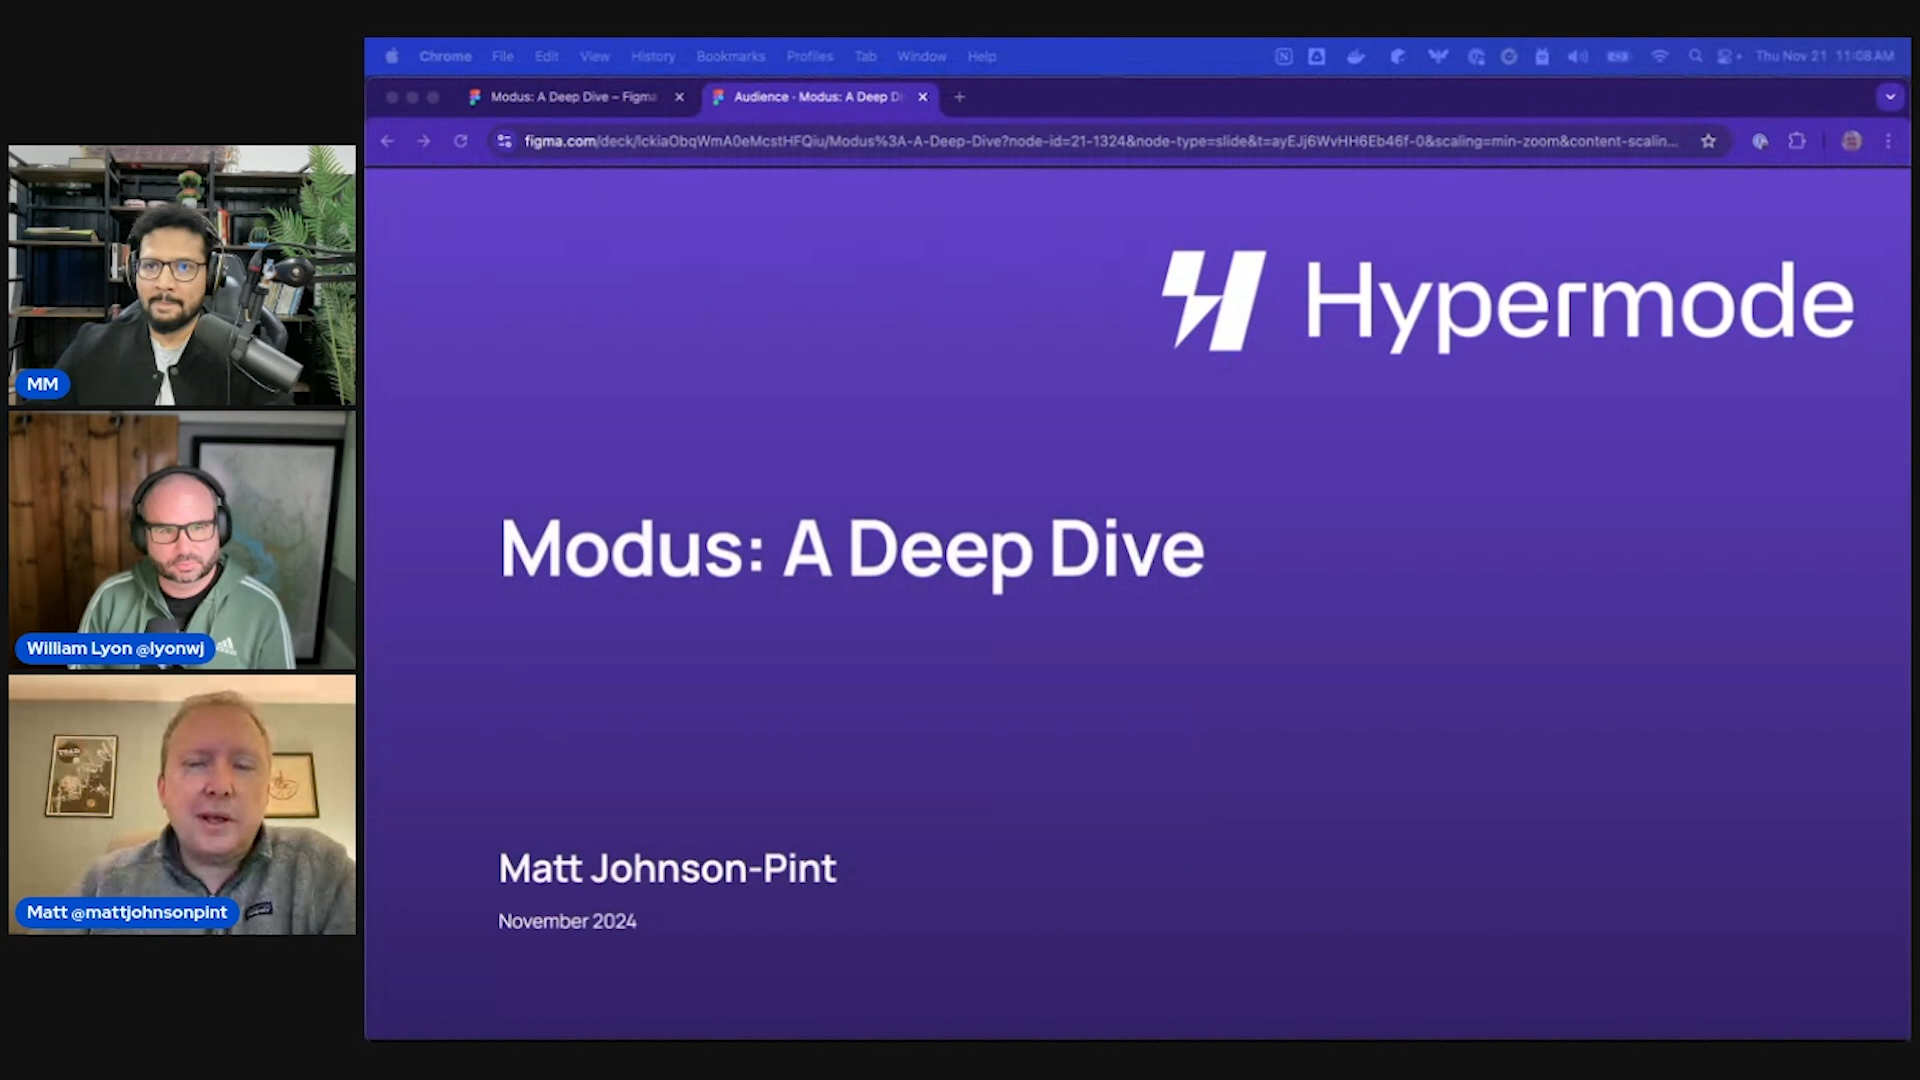 Chrome File Edit View History Bookmarks Profiles Tab Window Help Thu Nov 21 11:08 AM
Modus: A Deep Dive – Figma Audience - Modus: A Deep D
figma.com/deck/IckiaObqWmA0eMcstHFQiu/Modus%3A-A-Deep-Dive?node-id=21-1324&node-type=slide&t=ayEJj6WvHH6Eb46f-0&scaling=min-zoom&content-scalin...
Hypermode
Modus: A Deep Dive
Matt Johnson-Pint
November 2024
MM
William Lyon @lyonwj
Matt @mattjohnsonpint